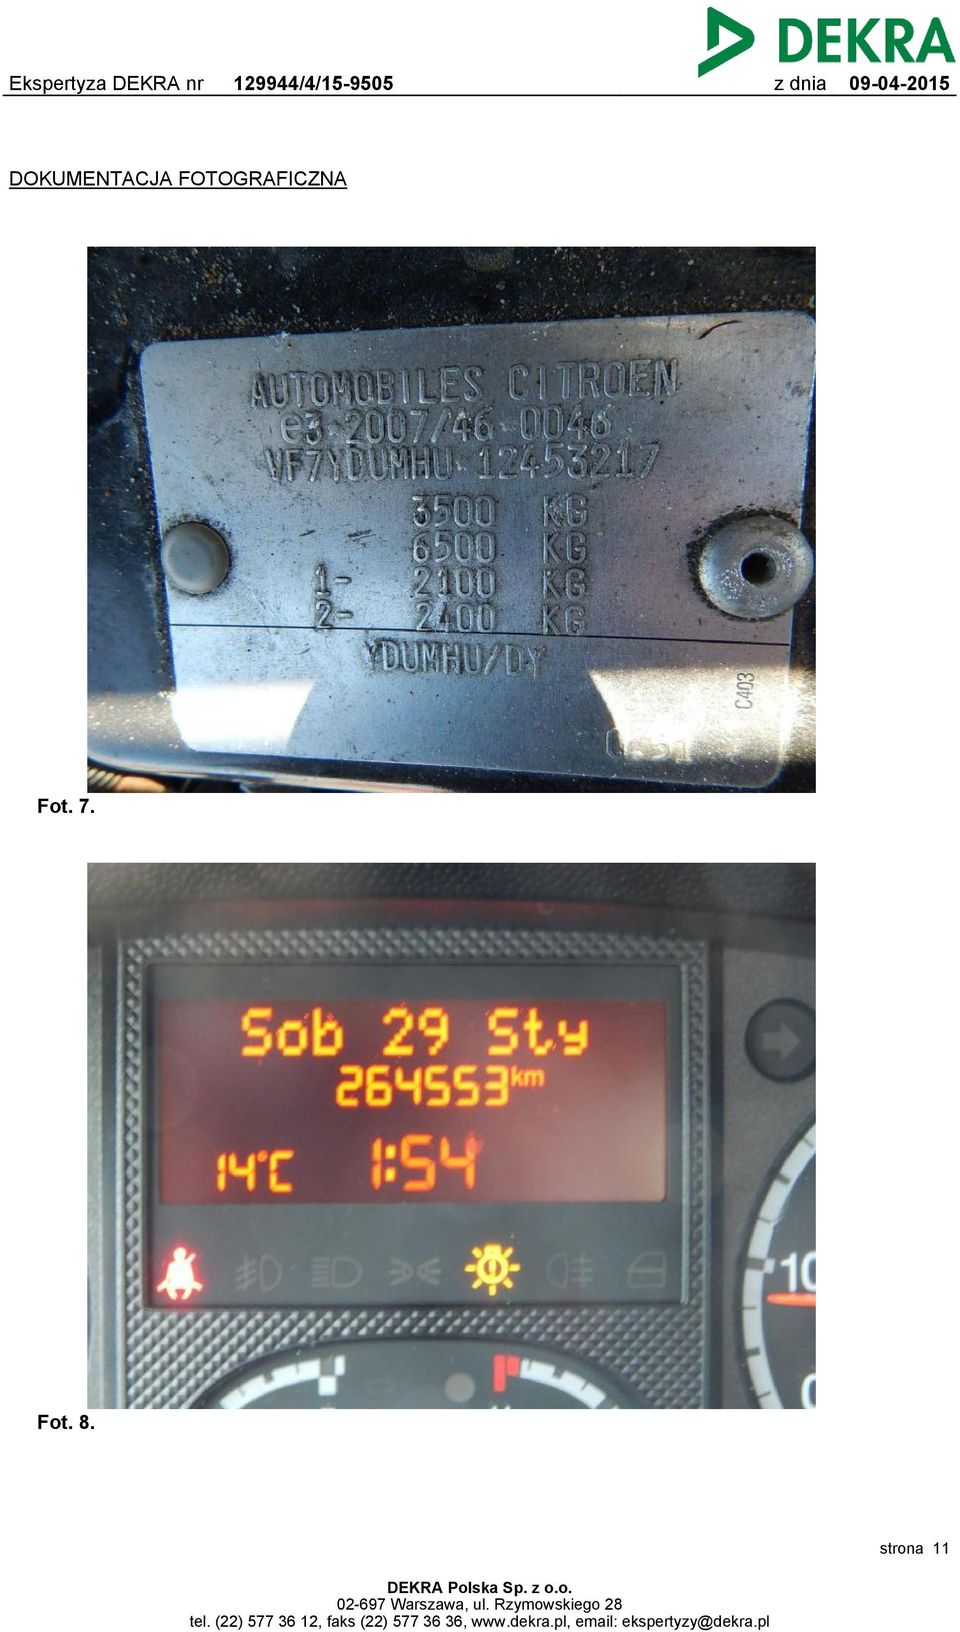 DEKRA
Ekspertyza DEKRA nr 129944/4/15-9505 z dnia 09-04-2015
DOKUMENTACJA FOTOGRAFICZNA
AUTOMOBILES CITROEN
e3*2007/46*0046
VF7YDUMHU*12453217
3500 KG
6500 KG
1- 2100 KG
2- 2400 KG
YDUMHU/DY
C403
Fot. 7.
Sob 29 Sty
264553km
14°C 1:54
10
0
Fot. 8.
strona 11
DEKRA Polska Sp. z o.o.
02-697 Warszawa, ul. Rzymowskiego 28
tel. (22) 577 36 12, faks (22) 577 36 36, www.dekra.pl, email: ekspertyzy@dekra.pl